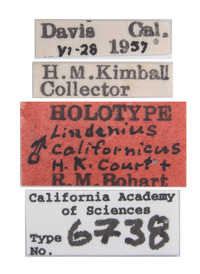 Davis Cal.
VI-28 1957
H.M.Kimball
Collector
HOLOTYPE
♂ Lindenius
Californicus
H. K. Court +
R.M. Bohart
California Academy
of Sciences
Type
No. 6738